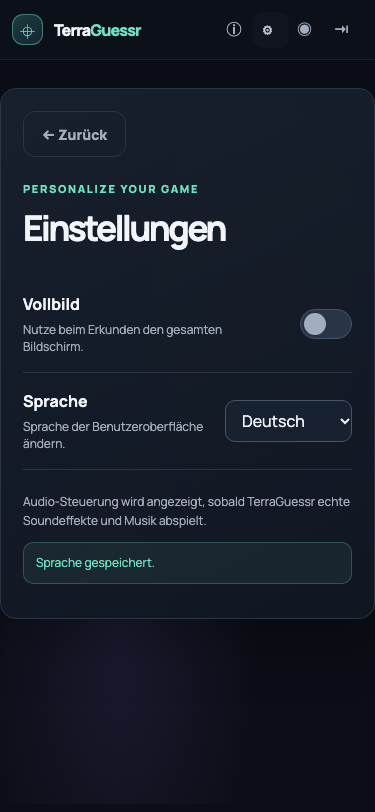 TerraGuessr
← Zurück
PERSONALIZE YOUR GAME
Einstellungen
Vollbild
Nutze beim Erkunden den gesamten
Bildschirm.
Sprache
Sprache der Benutzeroberfläche
ändern.
Deutsch
Audio-Steuerung wird angezeigt, sobald TerraGuessr echte
Soundeffekte und Musik abspielt.
Sprache gespeichert.